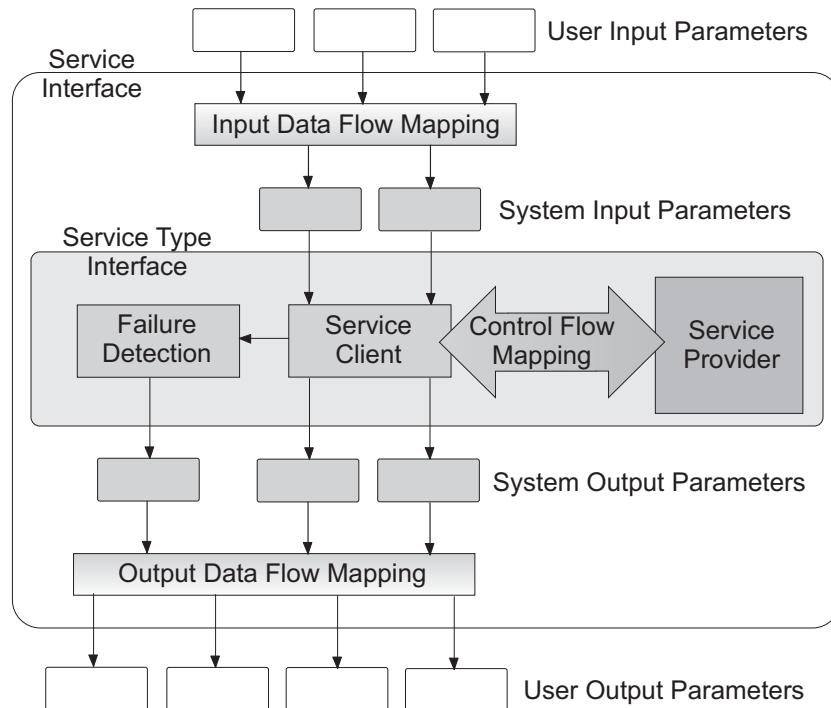 User Input Parameters
Service
Interface
Input Data Flow Mapping
System Input Parameters
Service Type
Interface
Failure
Detection
Service
Client
Control Flow
Mapping
Service
Provider
System Output Parameters
Output Data Flow Mapping
User Output Parameters